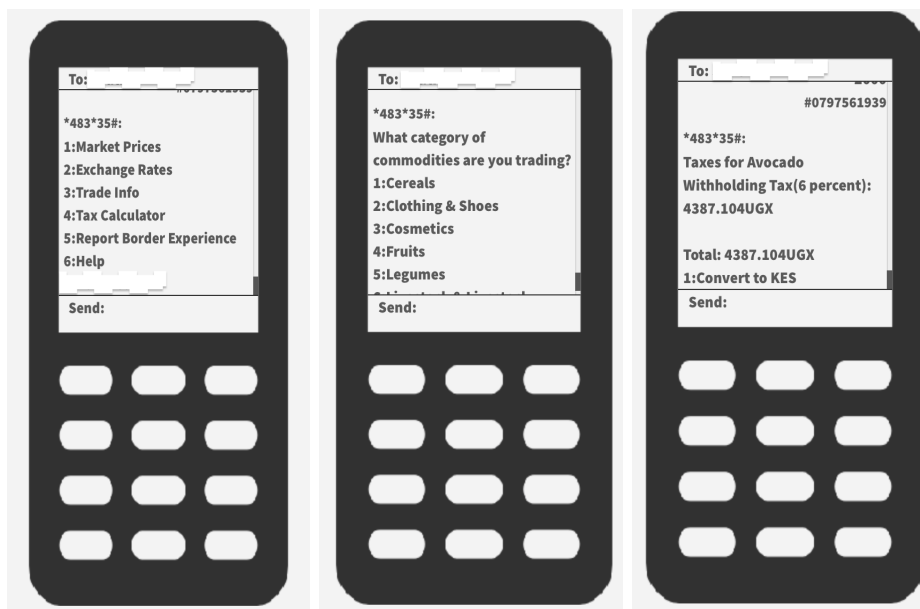 To:
*483*35#:
1:Market Prices
2:Exchange Rates
3:Trade Info
4:Tax Calculator
5:Report Border Experience
6:Help
Send:
To:
*483*35#:
What category of
commodities are you trading?
1:Cereals
2:Clothing & Shoes
3:Cosmetics
4:Fruits
5:Legumes
Send:
To:
#0797561939
*483*35#:
Taxes for Avocado
Withholding Tax(6 percent):
4387.104UGX
Total: 4387.104UGX
1:Convert to KES
Send: